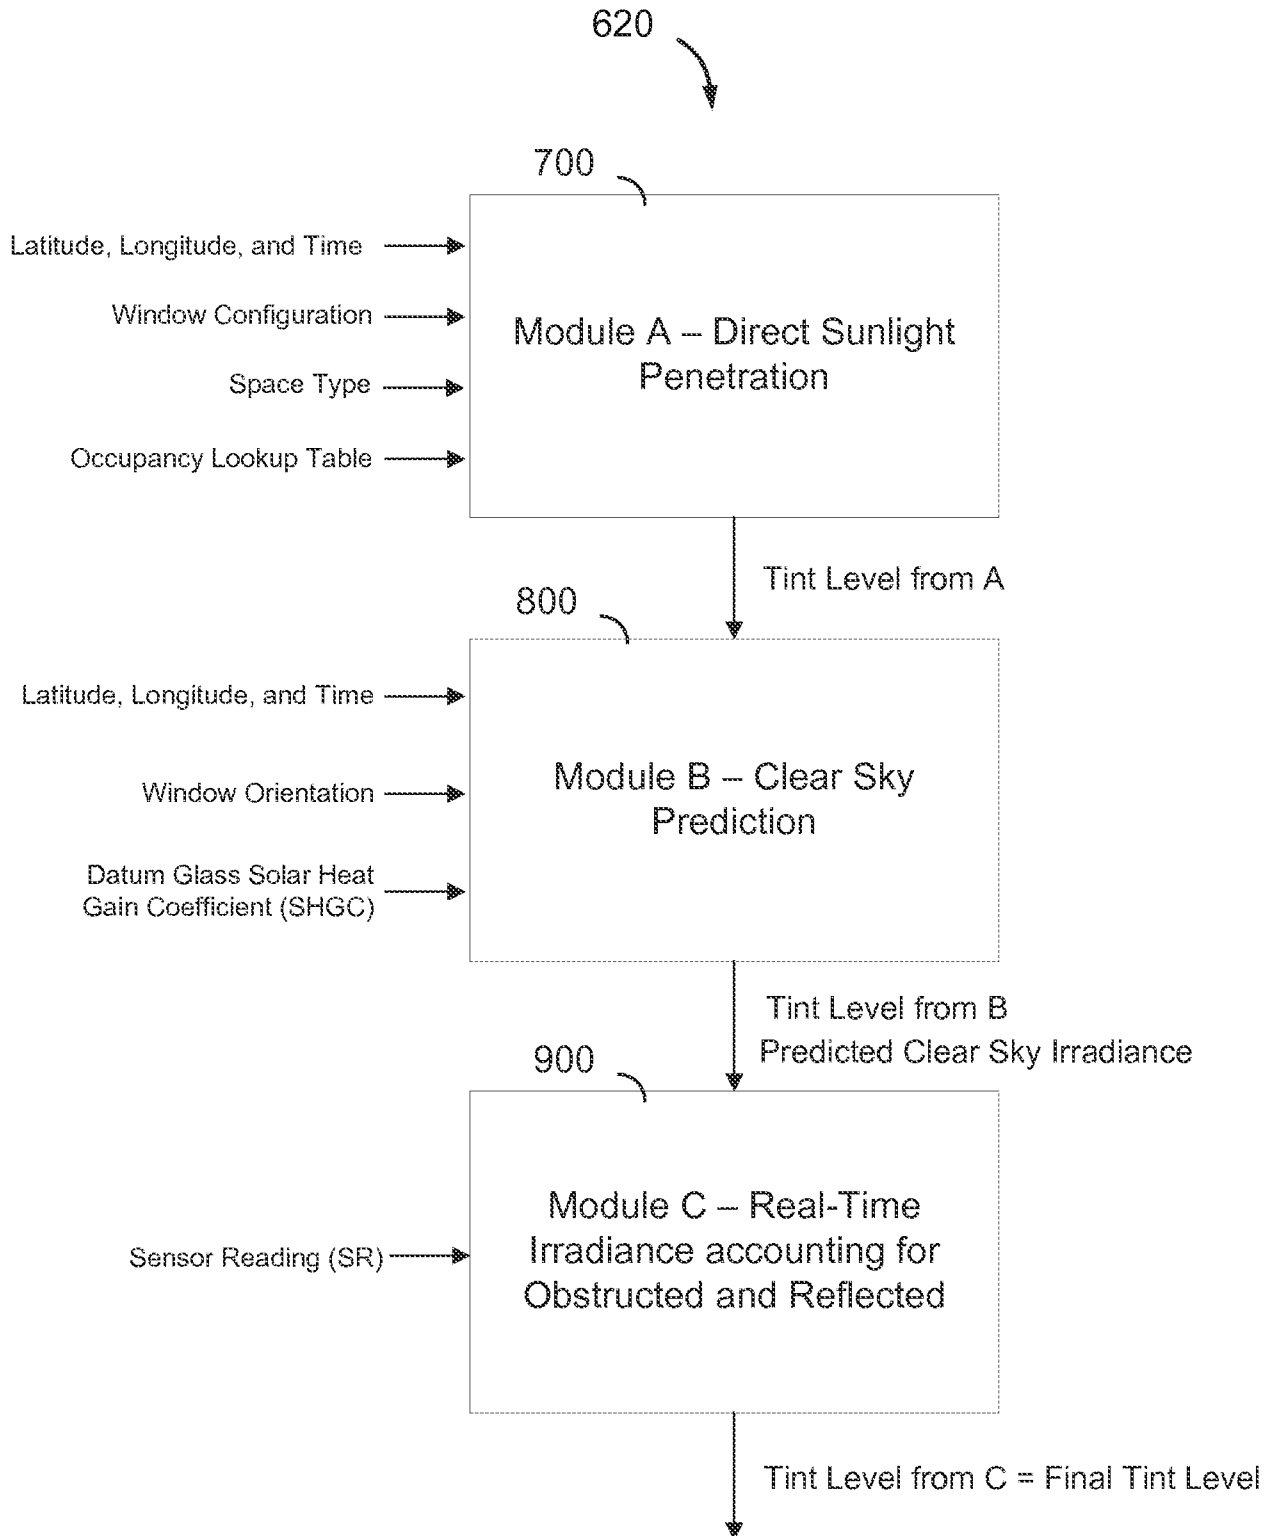 620
700
Latitude, Longitude, and Time
Window Configuration
Space Type
Occupancy Lookup Table
Module A – Direct Sunlight
Penetration
Tint Level from A
800
Latitude, Longitude, and Time
Window Orientation
Datum Glass Solar Heat
Gain Coefficient (SHGC)
Module B – Clear Sky
Prediction
Tint Level from B
Predicted Clear Sky Irradiance
900
Sensor Reading (SR)
Module C – Real-Time
Irradiance accounting for
Obstructed and Reflected
Tint Level from C = Final Tint Level